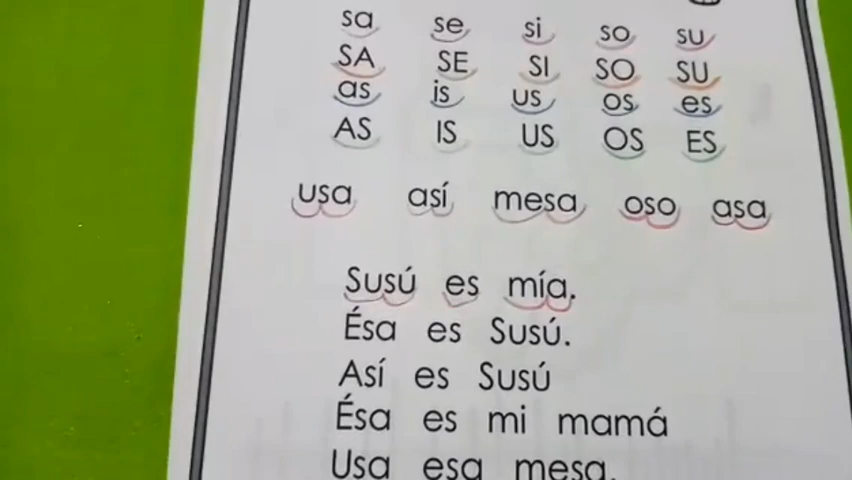 sa se si so su
SA SE SI SO SU
as is us os es
AS IS US OS ES
usa así mesa oso asa
Susú es mía.
Ésa es Susú.
Así es Susú
Ésa es mi mamá
Usa esa mesa.